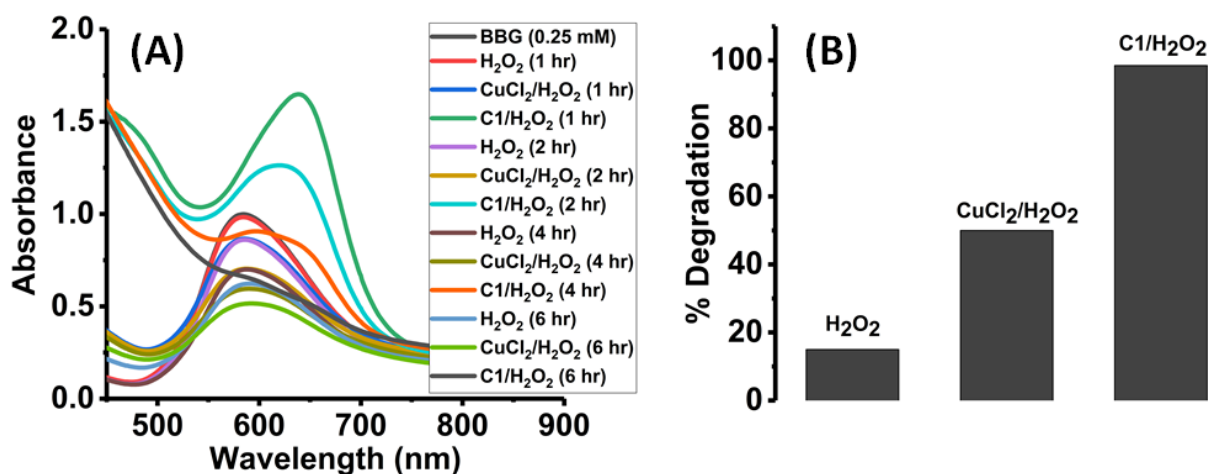 (A)
Absorbance
2.0
1.5
1.0
0.5
0.0
500 600 700 800 900
Wavelength (nm)
BBG (0.25 mM)
H₂O₂ (1 hr)
CuCl₂/H₂O₂ (1 hr)
C1/H₂O₂ (1 hr)
H₂O₂ (2 hr)
CuCl₂/H₂O₂ (2 hr)
C1/H₂O₂ (2 hr)
H₂O₂ (4 hr)
CuCl₂/H₂O₂ (4 hr)
C1/H₂O₂ (4 hr)
H₂O₂ (6 hr)
CuCl₂/H₂O₂ (6 hr)
C1/H₂O₂ (6 hr)
(B)
% Degradation
100
80
60
40
20
0
H₂O₂
CuCl₂/H₂O₂
C1/H₂O₂